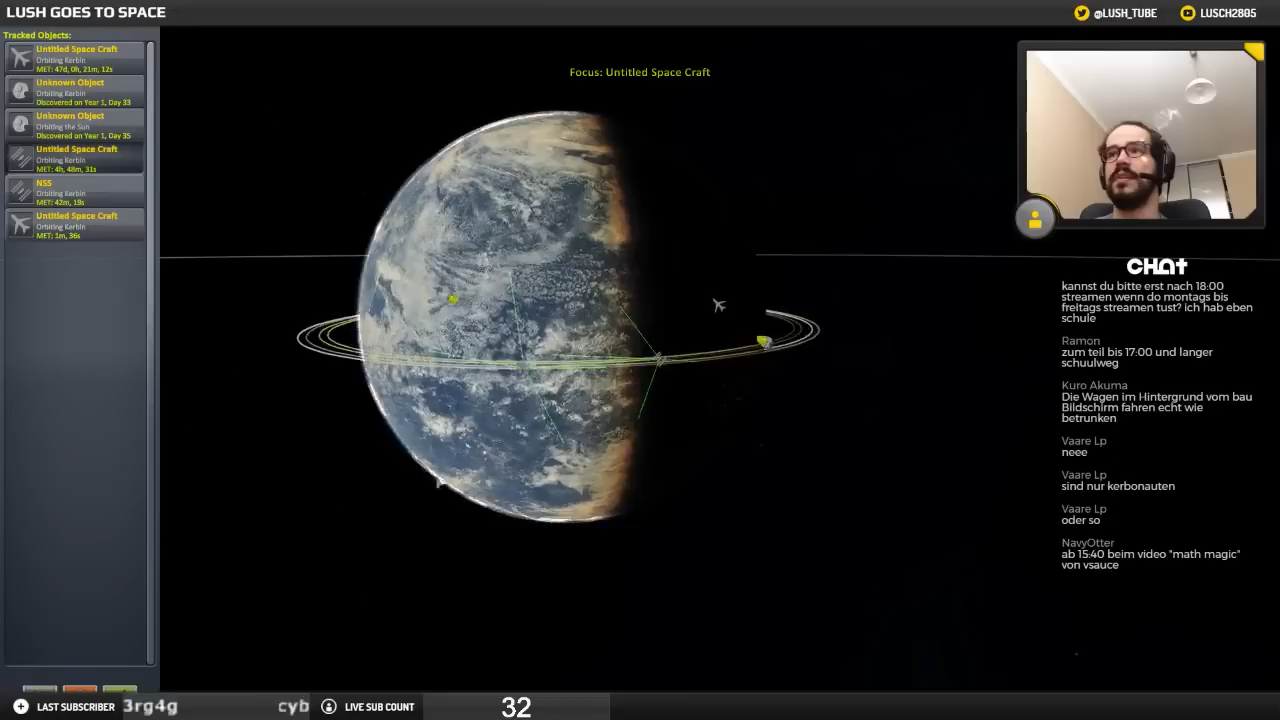 LUSH GOES TO SPACE
@LUSH_TUBE
LUSCH2805
Tracked Objects:
Untitled Space Craft
Orbiting Kerbin
MET: 47d, 0h, 21m, 12s
Unknown Object
Orbiting Kerbin
Discovered on Year 1, Day 33
Unknown Object
Orbiting the Sun
Discovered on Year 1, Day 35
Untitled Space Craft
Orbiting Kerbin
MET: 4h, 48m, 31s
NSS
Orbiting Kerbin
MET: 42m, 19s
Untitled Space Craft
Orbiting Kerbin
MET: 1m, 36s
Focus: Untitled Space Craft
CHAT
kannst du bitte erst nach 18:00
streamen wenn do montags bis
freitags streamen tust? ich hab eben
schule
Ramon
zum teil bis 17:00 und langer
schuulweg
Kuro Akuma
Die Wagen im Hintergrund vom bau
Bildschirm fahren echt wie
betrunken
Vaare Lp
neee
Vaare Lp
sind nur kerbonauten
Vaare Lp
oder so
NavyOtter
ab 15:40 beim video "math magic"
von vsauce
LAST SUBSCRIBER
3rg4g
cyb
LIVE SUB COUNT
32